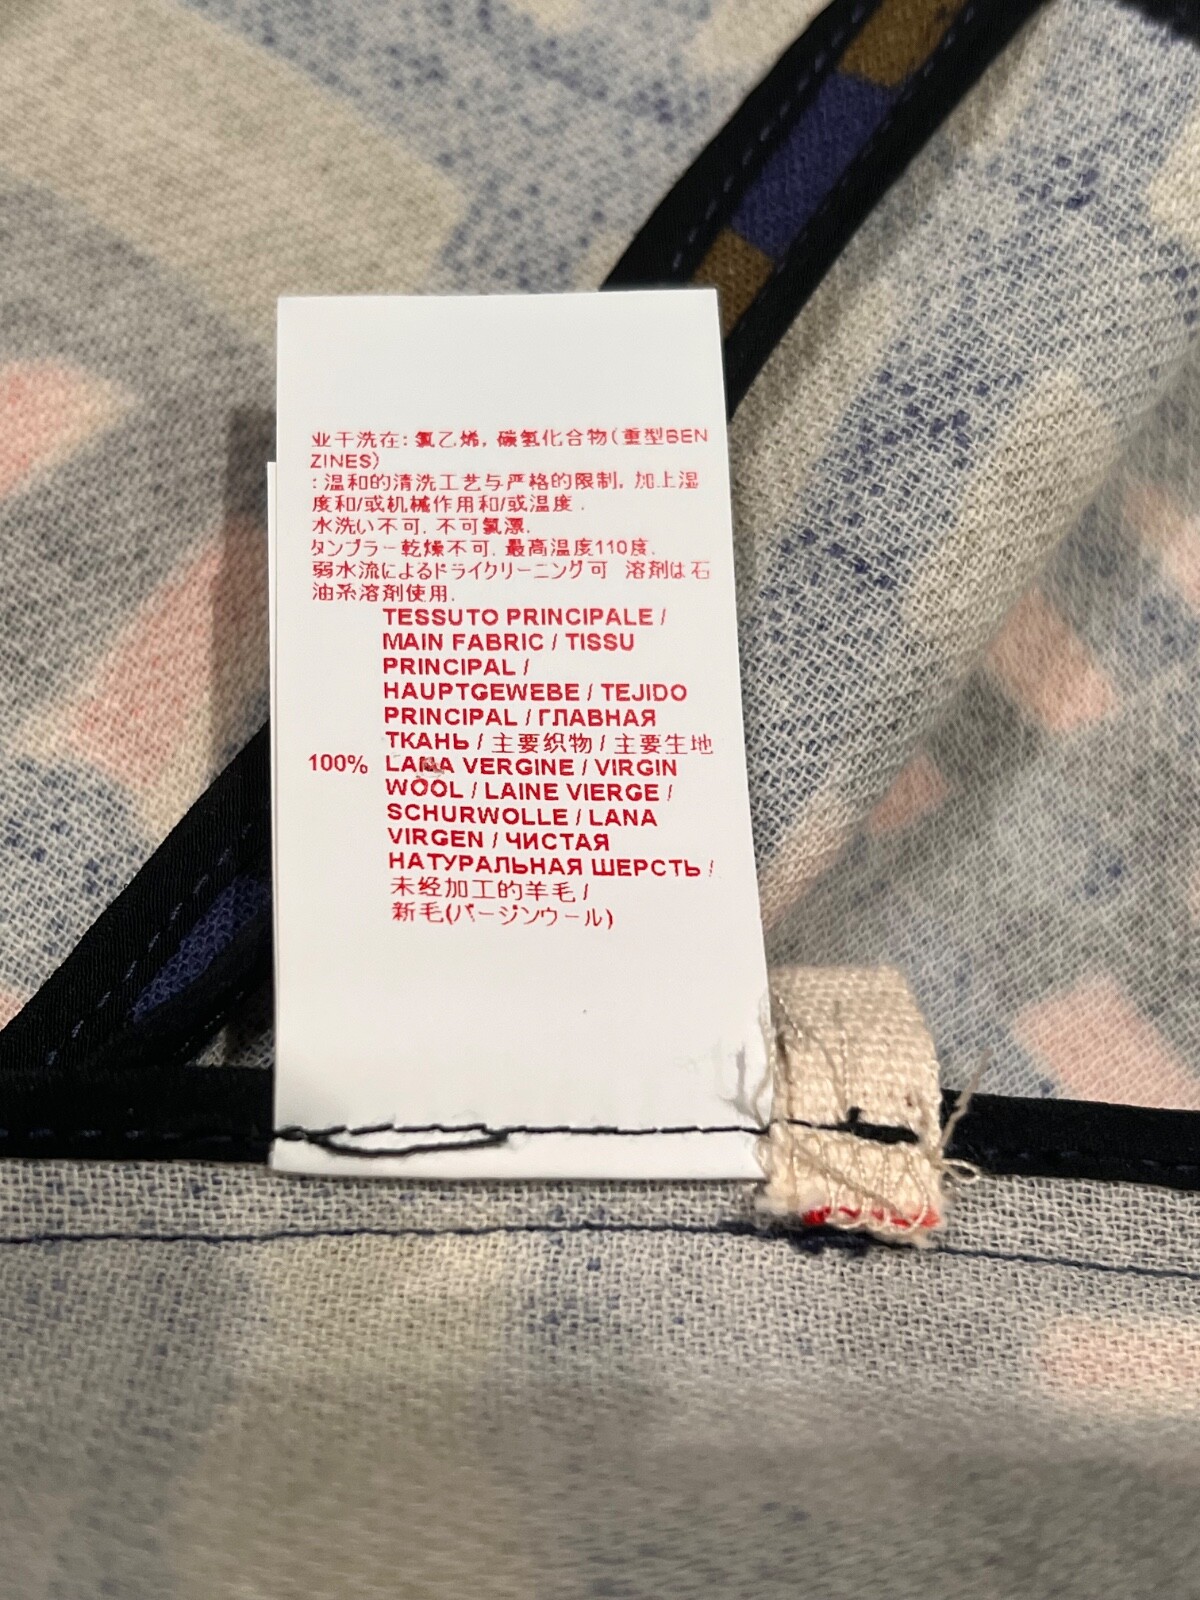 业干洗在: 氯乙烯, 碳氢化合物(重型BEN
ZINES)
: 温和的清洗工艺与严格的限制, 加上湿
度和/或机械作用和/或温度 .
水洗い不可. 不可氯漂.
タンブラー乾燥不可. 最高温度110度.
弱水流によるドライクリーニング可 溶剤は石
油系溶剤使用.
TESSUTO PRINCIPALE /
MAIN FABRIC / TISSU
PRINCIPAL /
HAUPTGEWEBE / TEJIDO
PRINCIPAL / ГЛАВНАЯ
ТКАНЬ / 主要织物 / 主要生地
100% LANA VERGINE / VIRGIN
WOOL / LAINE VIERGE /
SCHURWOLLE / LANA
VIRGEN / ЧИСТАЯ
НАТУРАЛЬНАЯ ШЕРСТЬ /
未经加工的羊毛 /
新毛(バージンウール)